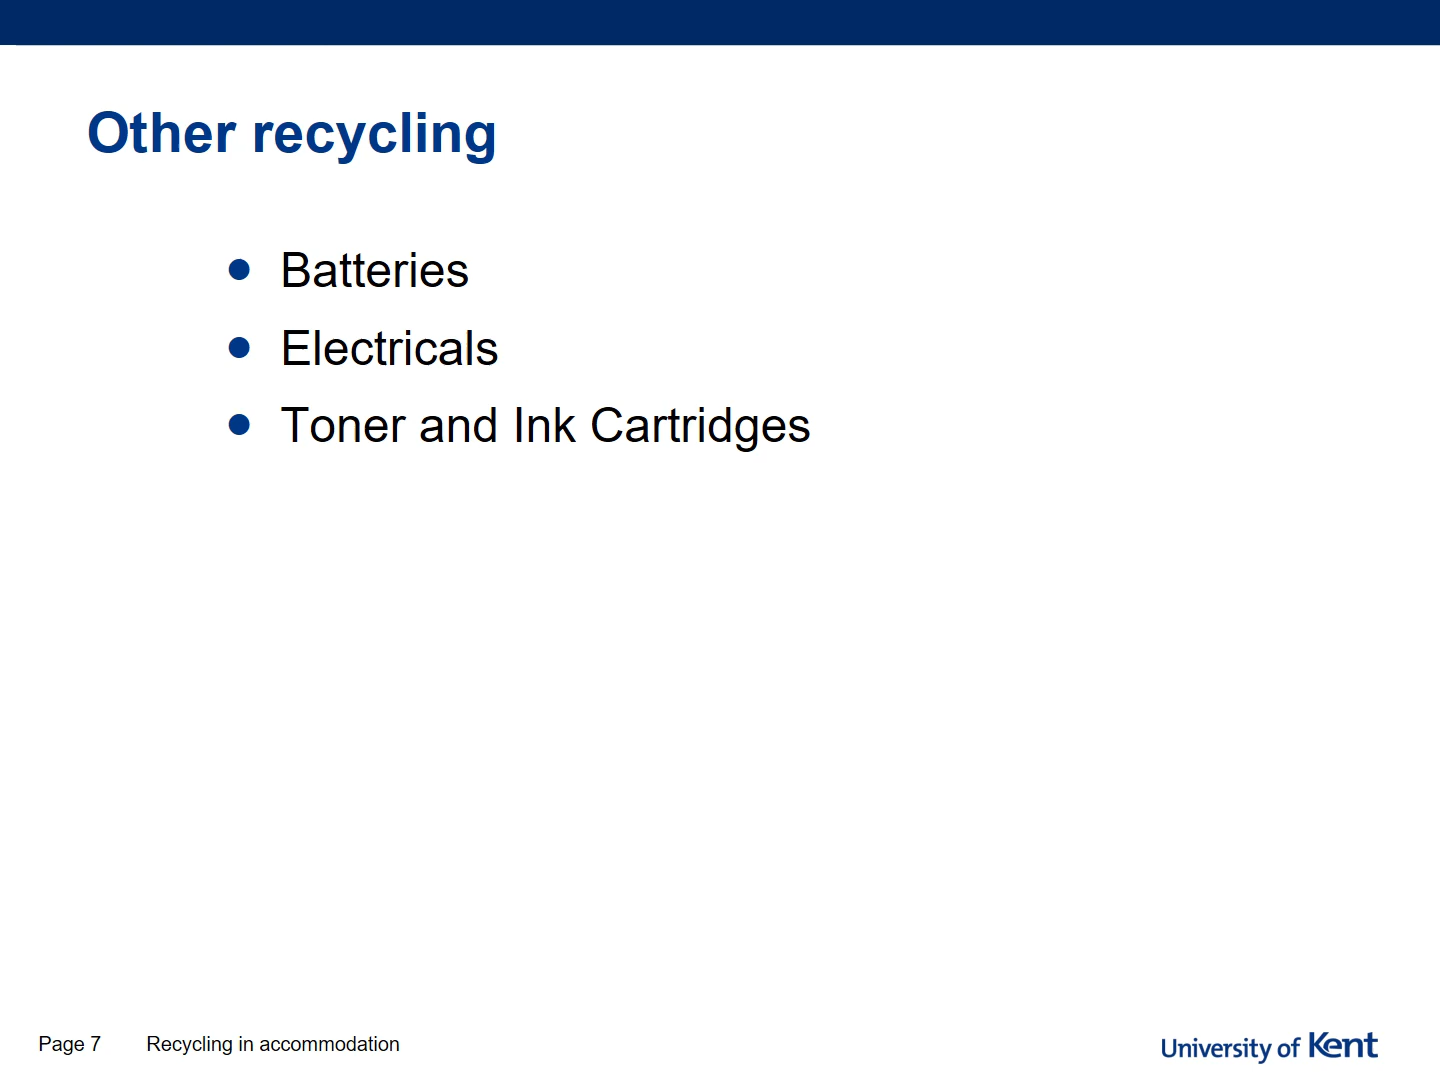 Other recycling
Batteries
Electricals
Toner and Ink Cartridges
Page 7 Recycling in accommodation
University of Kent